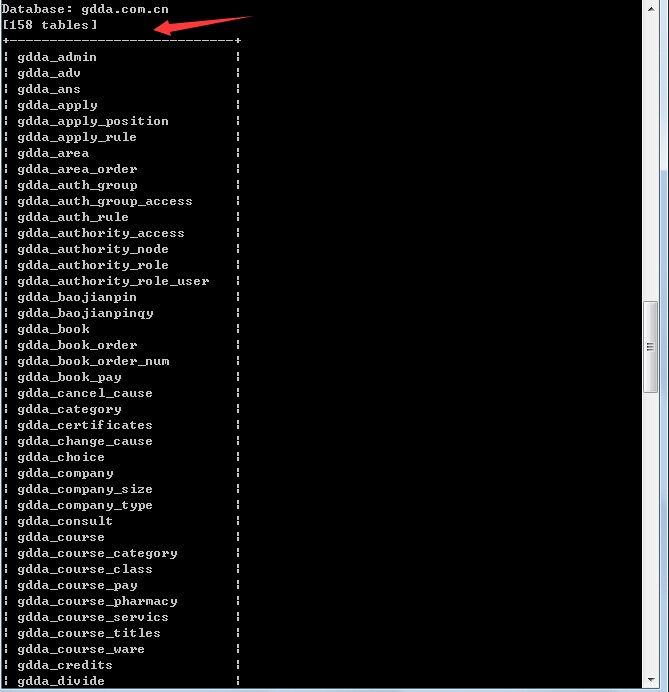 Database: gdda.com.cn
[158 tables]
+-----------------------------+
¦ gdda_admin ¦
¦ gdda_adv ¦
¦ gdda_ans ¦
¦ gdda_apply ¦
¦ gdda_apply_position ¦
¦ gdda_apply_rule ¦
¦ gdda_area ¦
¦ gdda_area_order ¦
¦ gdda_auth_group ¦
¦ gdda_auth_group_access ¦
¦ gdda_auth_rule ¦
¦ gdda_authority_access ¦
¦ gdda_authority_node ¦
¦ gdda_authority_role ¦
¦ gdda_authority_role_user ¦
¦ gdda_baojianpin ¦
¦ gdda_baojianpinqy ¦
¦ gdda_book ¦
¦ gdda_book_order ¦
¦ gdda_book_order_num ¦
¦ gdda_book_pay ¦
¦ gdda_cancel_cause ¦
¦ gdda_category ¦
¦ gdda_certificates ¦
¦ gdda_change_cause ¦
¦ gdda_choice ¦
¦ gdda_company ¦
¦ gdda_company_size ¦
¦ gdda_company_type ¦
¦ gdda_consult ¦
¦ gdda_course ¦
¦ gdda_course_category ¦
¦ gdda_course_class ¦
¦ gdda_course_pay ¦
¦ gdda_course_pharmacy ¦
¦ gdda_course_servics ¦
¦ gdda_course_titles ¦
¦ gdda_course_ware ¦
¦ gdda_credits ¦
¦ gdda_divide ¦